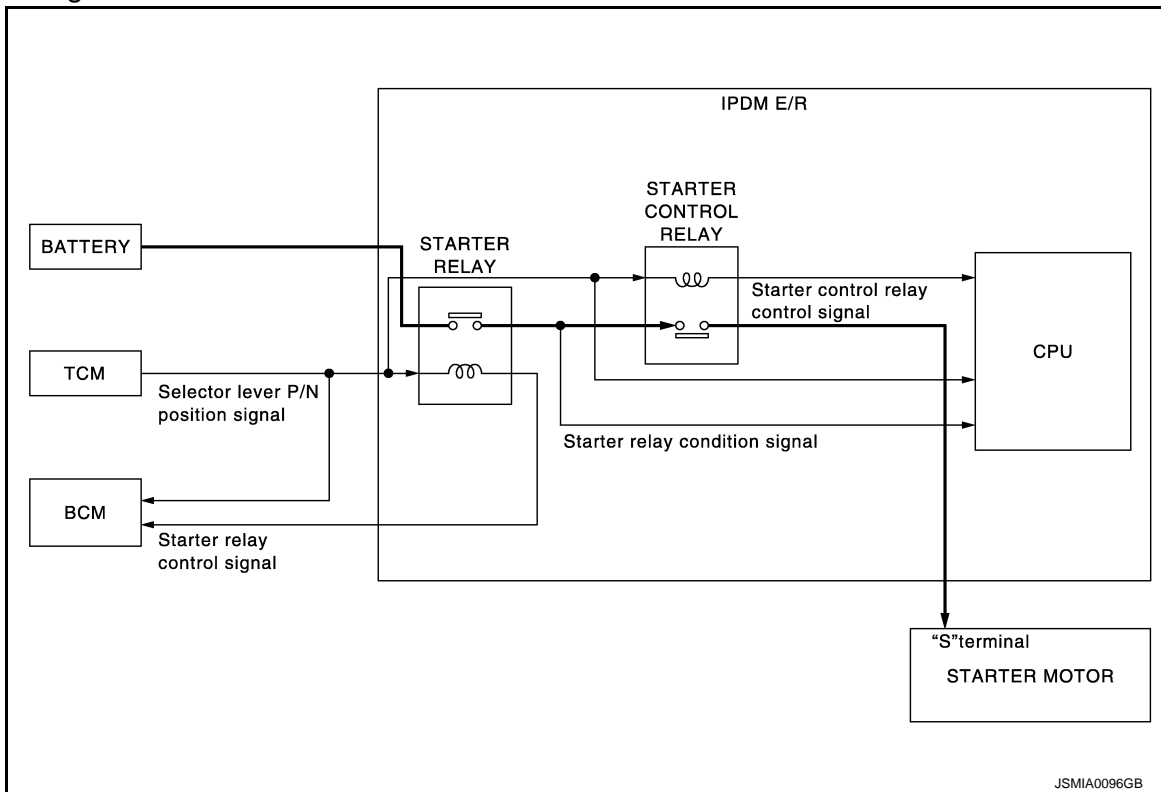 IPDM E/R
STARTER
CONTROL
RELAY
BATTERY
STARTER
RELAY
Starter control relay
control signal
CPU
TCM
Selector lever P/N
position signal
Starter relay condition signal
BCM
Starter relay
control signal
“S”terminal
STARTER MOTOR
JSMIA0096GB